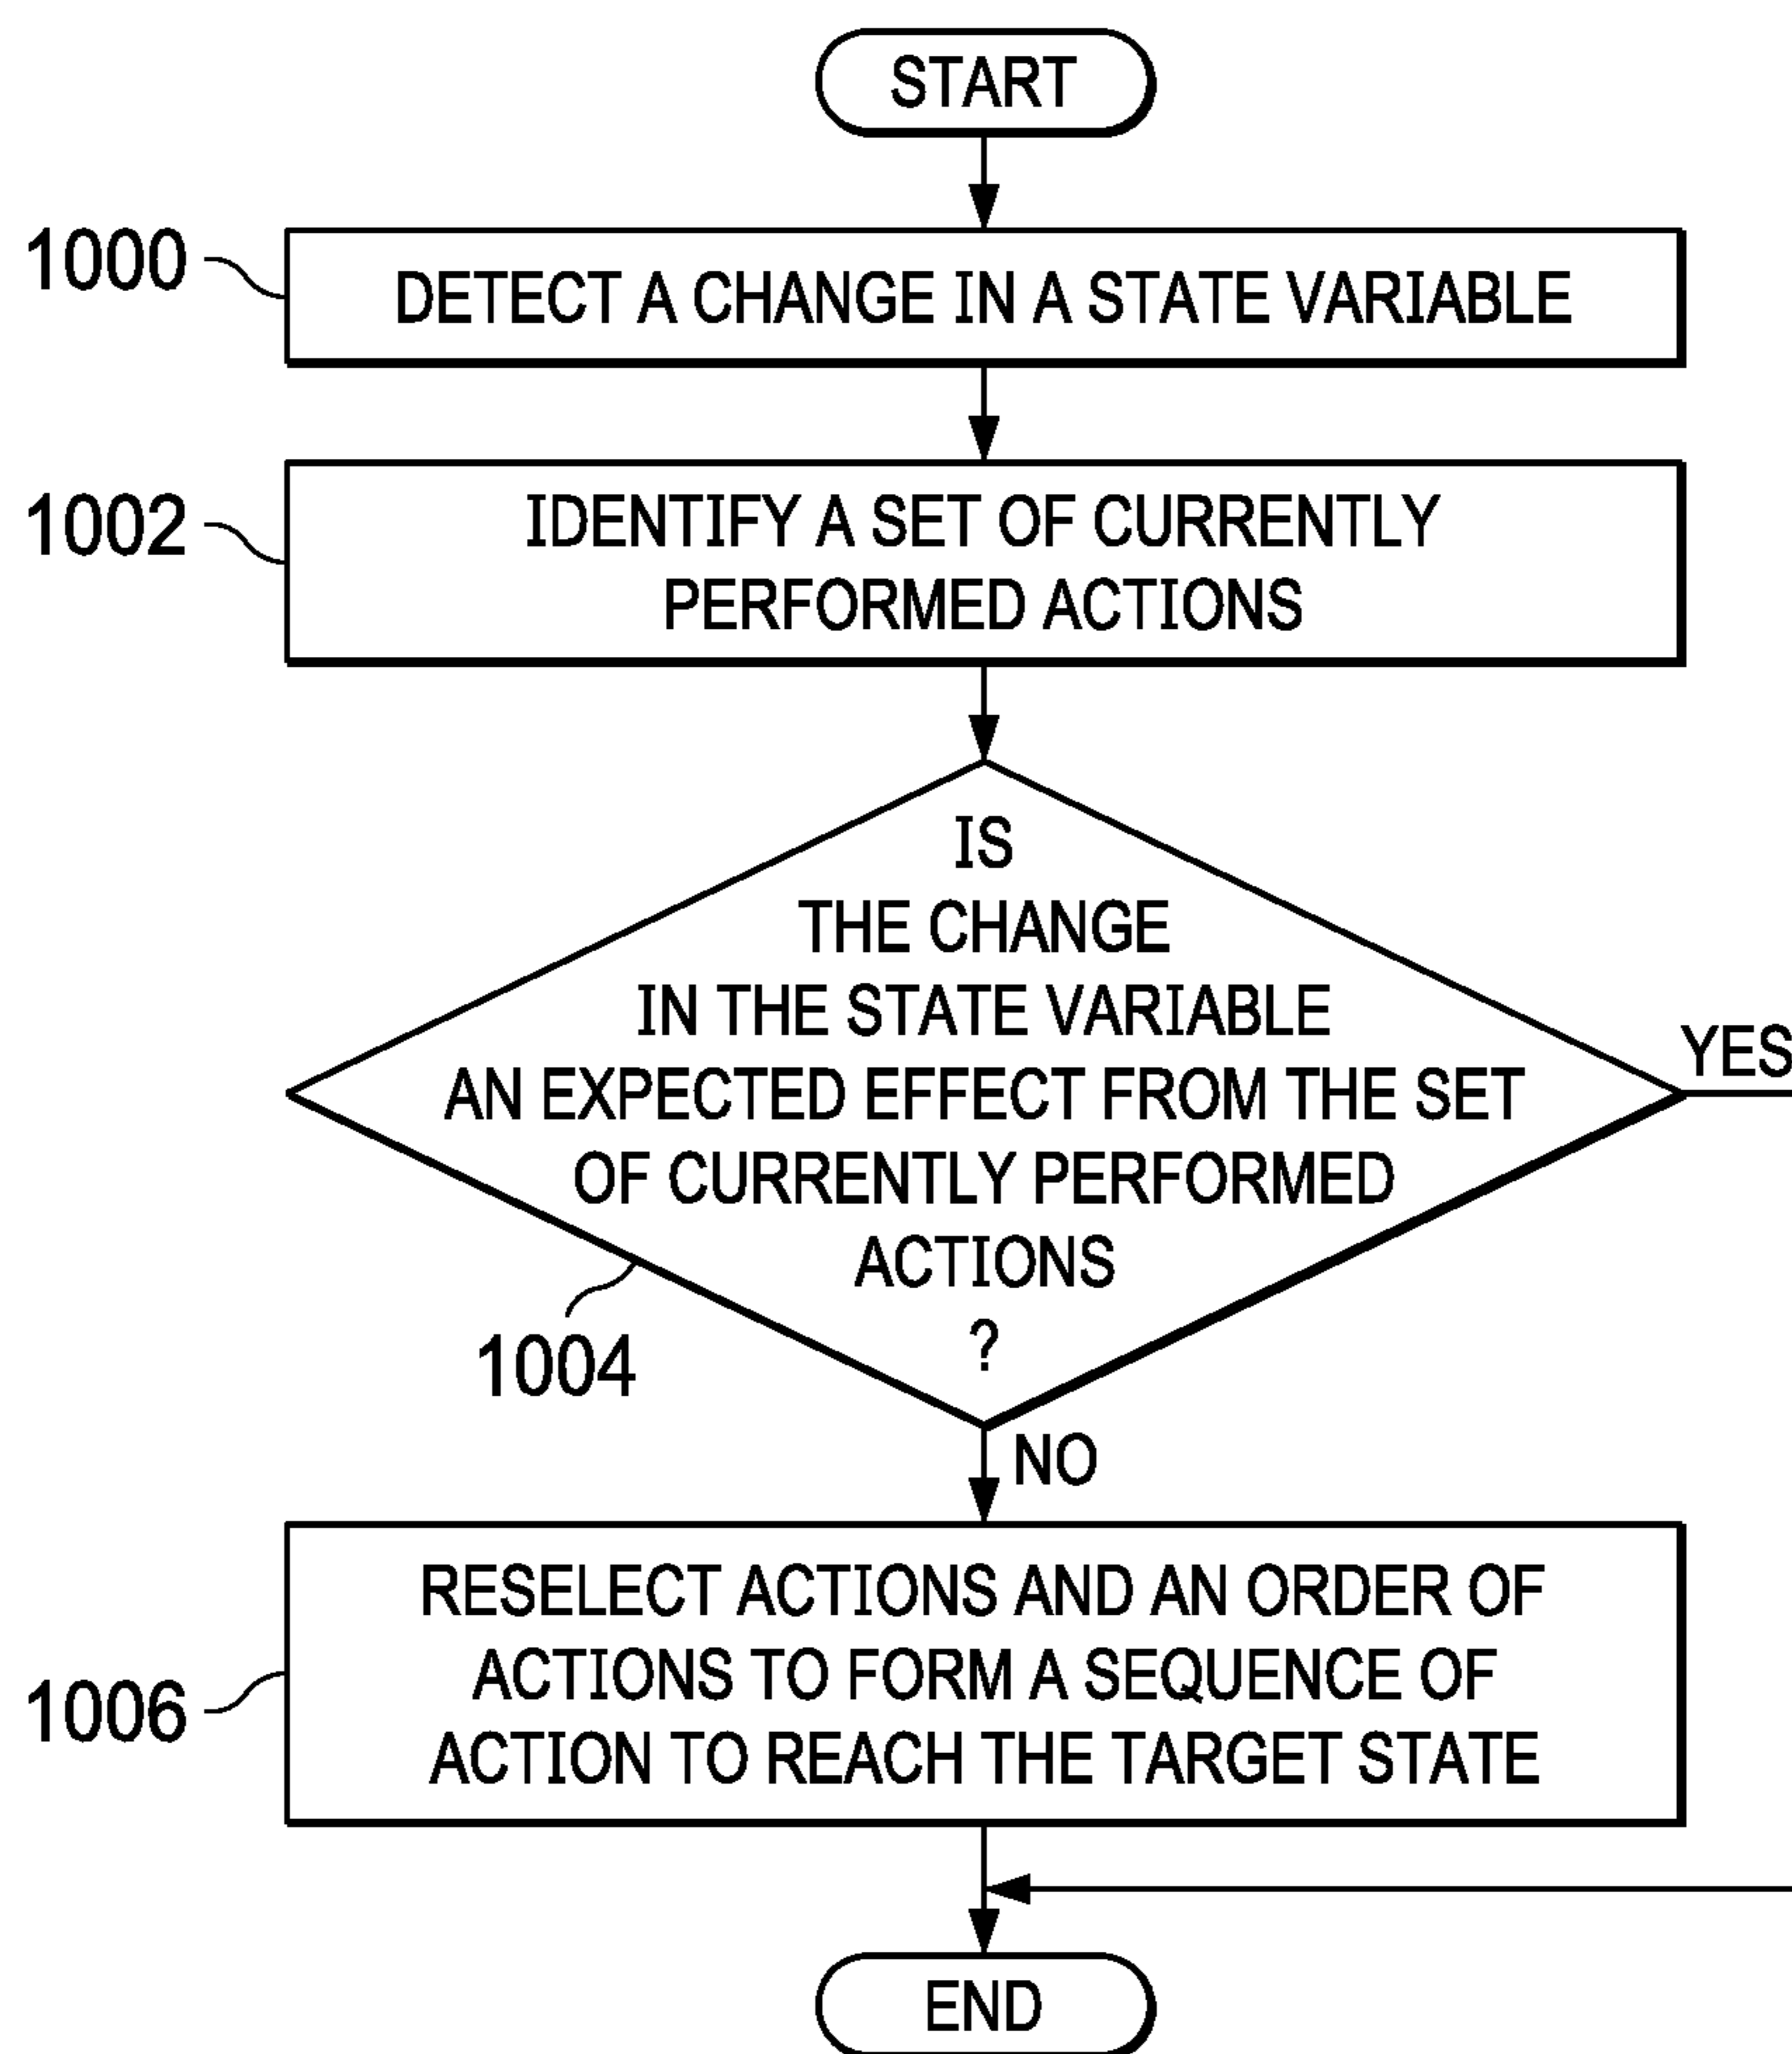 START
1000
DETECT A CHANGE IN A STATE VARIABLE
1002
IDENTIFY A SET OF CURRENTLY
PERFORMED ACTIONS
IS
THE CHANGE
IN THE STATE VARIABLE
AN EXPECTED EFFECT FROM THE SET
OF CURRENTLY PERFORMED
ACTIONS
?
YES
1004
NO
1006
RESELECT ACTIONS AND AN ORDER OF
ACTIONS TO FORM A SEQUENCE OF
ACTION TO REACH THE TARGET STATE
END